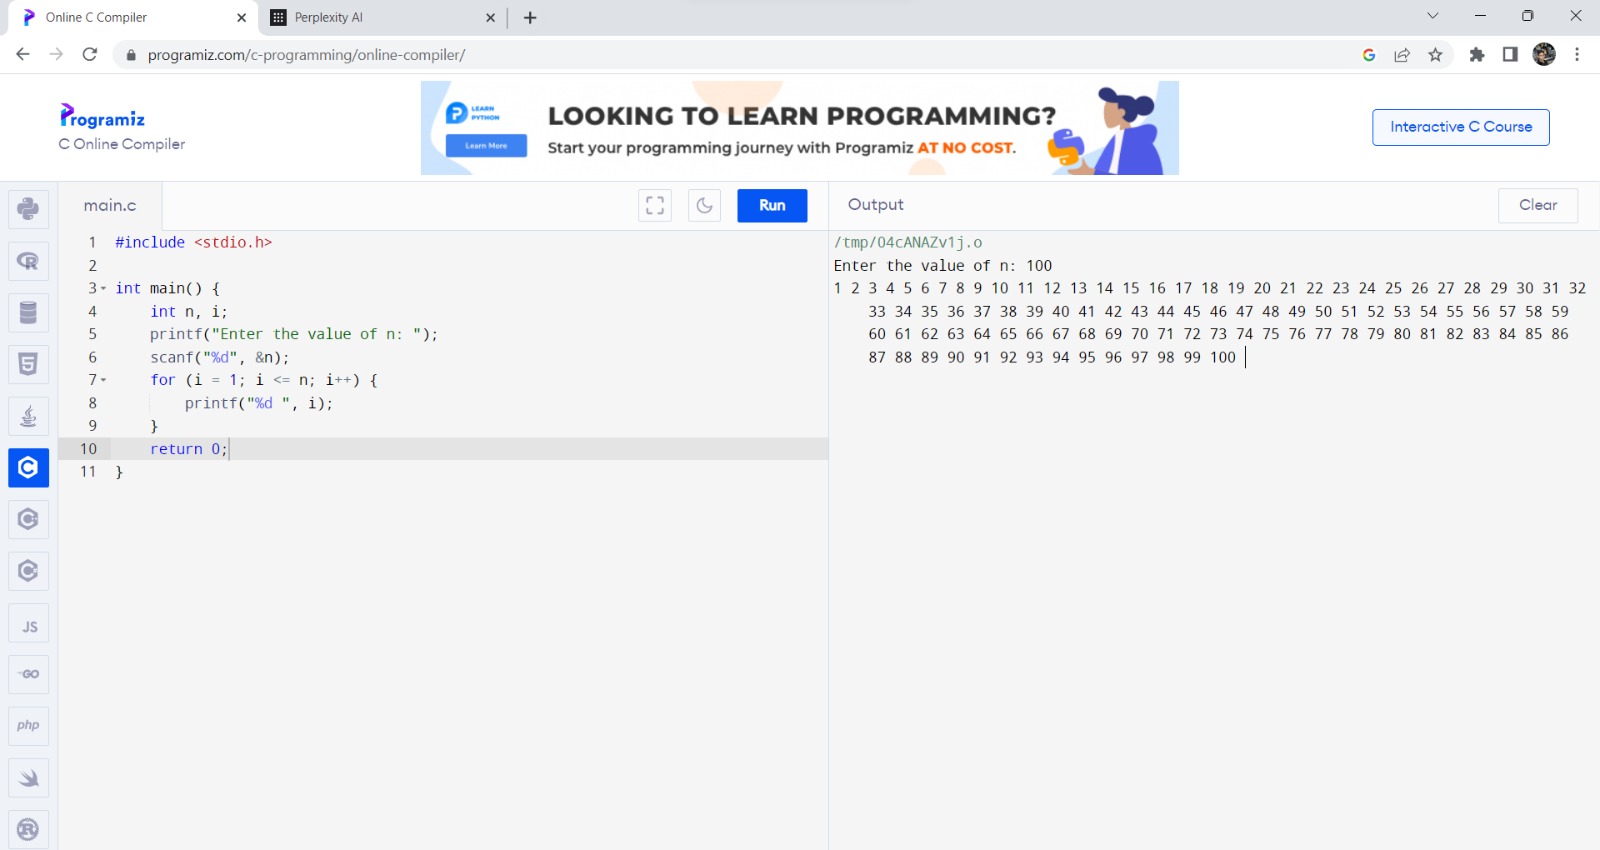 Online C Compiler
Perplexity AI
programiz.com/c-programming/online-compiler/
Programiz
C Online Compiler
LEARN
PYTHON
Learn More
LOOKING TO LEARN PROGRAMMING?
Start your programming journey with Programiz AT NO COST.
Interactive C Course
main.c
Run
Output
Clear
1 #include <stdio.h>
2
3 int main() {
4 int n, i;
5 printf("Enter the value of n: ");
6 scanf("%d", &n);
7 for (i = 1; i <= n; i++) {
8 printf("%d ", i);
9 }
10 return 0;
11 }
/tmp/04cANAZv1j.o
Enter the value of n: 100
1 2 3 4 5 6 7 8 9 10 11 12 13 14 15 16 17 18 19 20 21 22 23 24 25 26 27 28 29 30 31 32
33 34 35 36 37 38 39 40 41 42 43 44 45 46 47 48 49 50 51 52 53 54 55 56 57 58 59
60 61 62 63 64 65 66 67 68 69 70 71 72 73 74 75 76 77 78 79 80 81 82 83 84 85 86
87 88 89 90 91 92 93 94 95 96 97 98 99 100
JS
GO
php